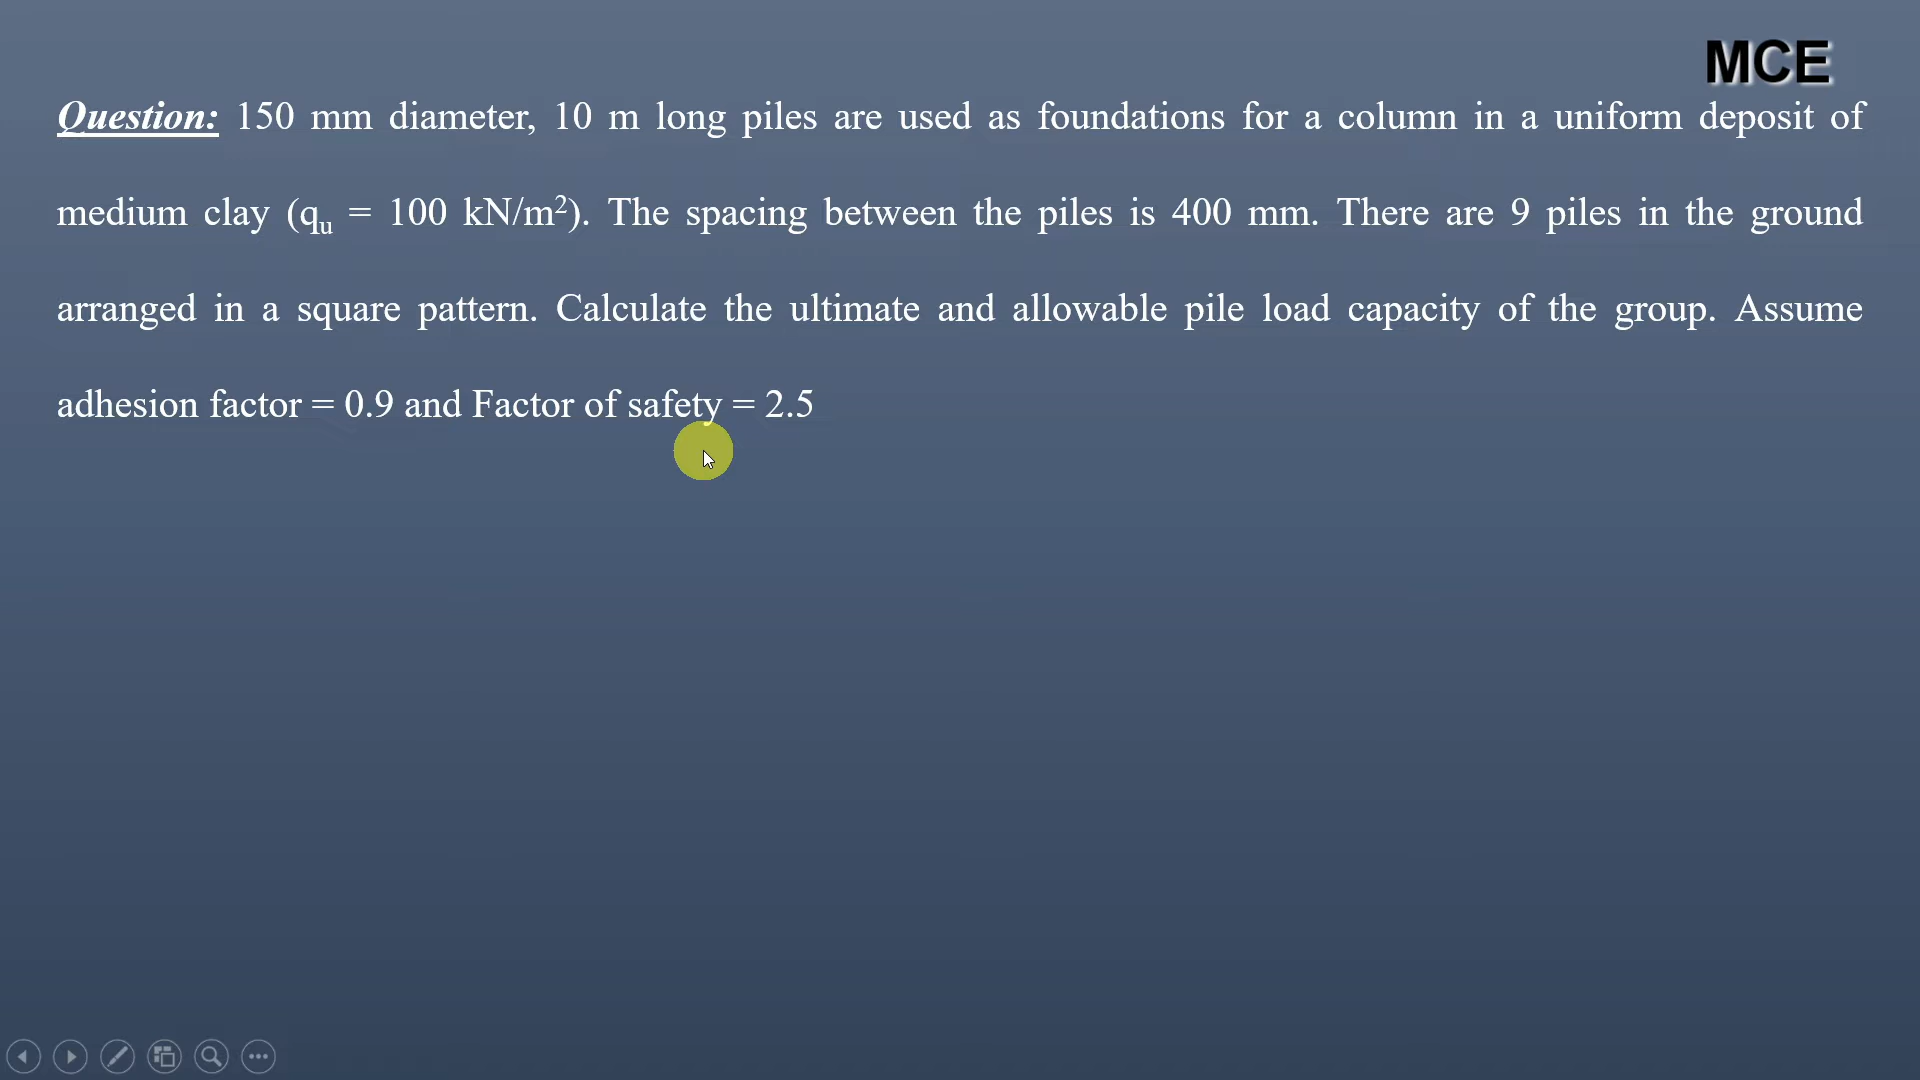 MCE
Question: 150 mm diameter, 10 m long piles are used as foundations for a column in a uniform deposit of
medium clay (qu = 100 kN/m²). The spacing between the piles is 400 mm. There are 9 piles in the ground
arranged in a square pattern. Calculate the ultimate and allowable pile load capacity of the group. Assume
adhesion factor = 0.9 and Factor of safety = 2.5